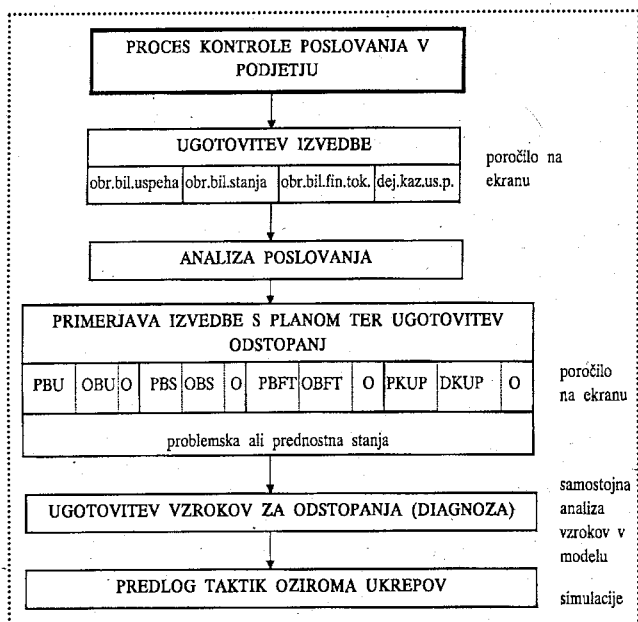 PROCES KONTROLE POSLOVANJA V
PODJETJU
UGOTOVITEV IZVEDBE
obr.bil.uspeha obr.bil.stanja obr.bil.fin.tok. dej.kaz.us.p.
poročilo na
ekranu
ANALIZA POSLOVANJA
PRIMERJAVA IZVEDBE S PLANOM TER UGOTOVITEV
ODSTOPANJ
PBU OBU O PBS OBS O PBFT OBFT O PKUP DKUP O
poročilo
na ekranu
problemska ali prednostna stanja
UGOTOVITEV VZROKOV ZA ODSTOPANJA (DIAGNOZA)
samostojna
analiza
vzrokov v
modelu
PREDLOG TAKTIK OZIROMA UKREPOV
simulacije